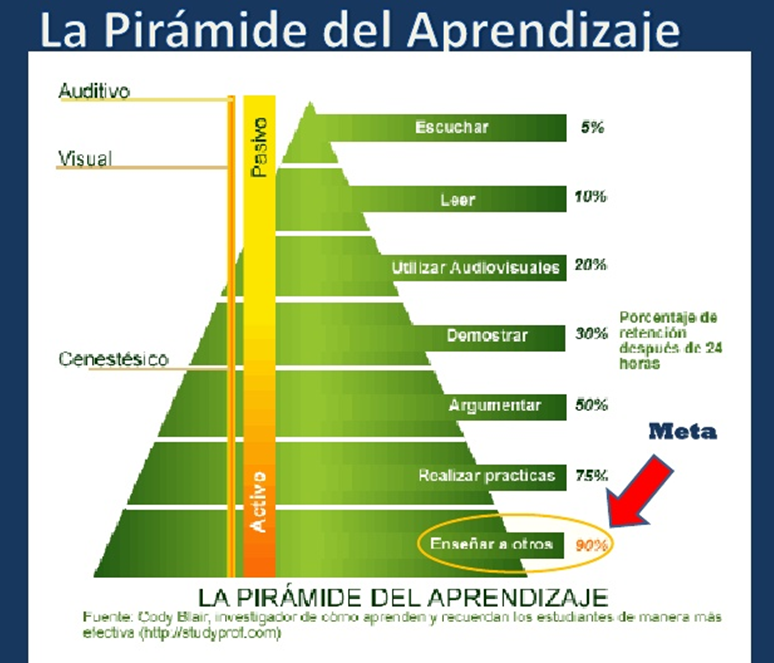 La Pirámide del Aprendizaje
Auditivo
Visual
Cenestésico
Pasivo
Activo
Escuchar 5%
Leer 10%
Utilizar Audiovisuales 20%
Demostrar 30%
Argumentar 50%
Realizar practicas 75%
Enseñar a otros 90%
Porcentaje de
retención
después de 24
horas
Meta
LA PIRÁMIDE DEL APRENDIZAJE
Fuente: Cody Blair, investigador de cómo aprenden y recuerdan los estudiantes de manera más
efectiva (http://studyprof.com)